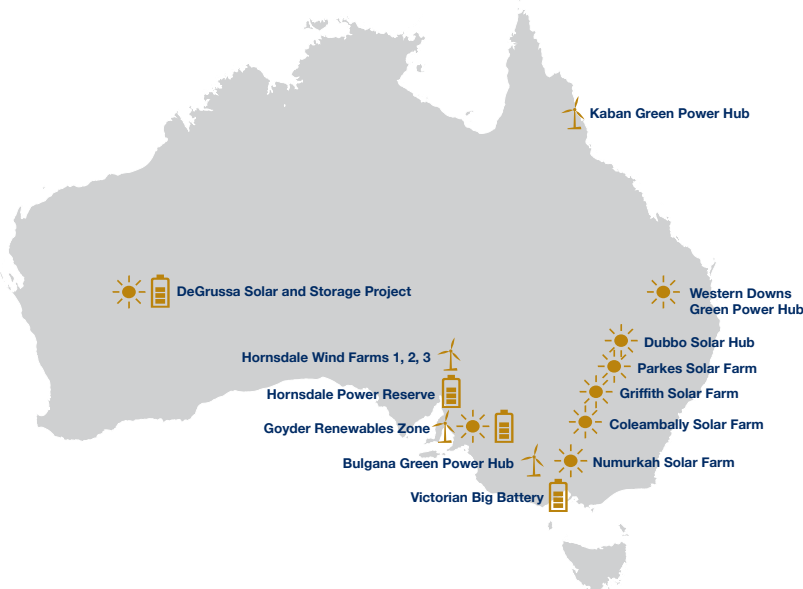 Kaban Green Power Hub
DeGrussa Solar and Storage Project
Western Downs
Green Power Hub
Dubbo Solar Hub
Hornsdale Wind Farms 1, 2, 3
Parkes Solar Farm
Hornsdale Power Reserve
Griffith Solar Farm
Goyder Renewables Zone
Coleambally Solar Farm
Bulgana Green Power Hub
Numurkah Solar Farm
Victorian Big Battery